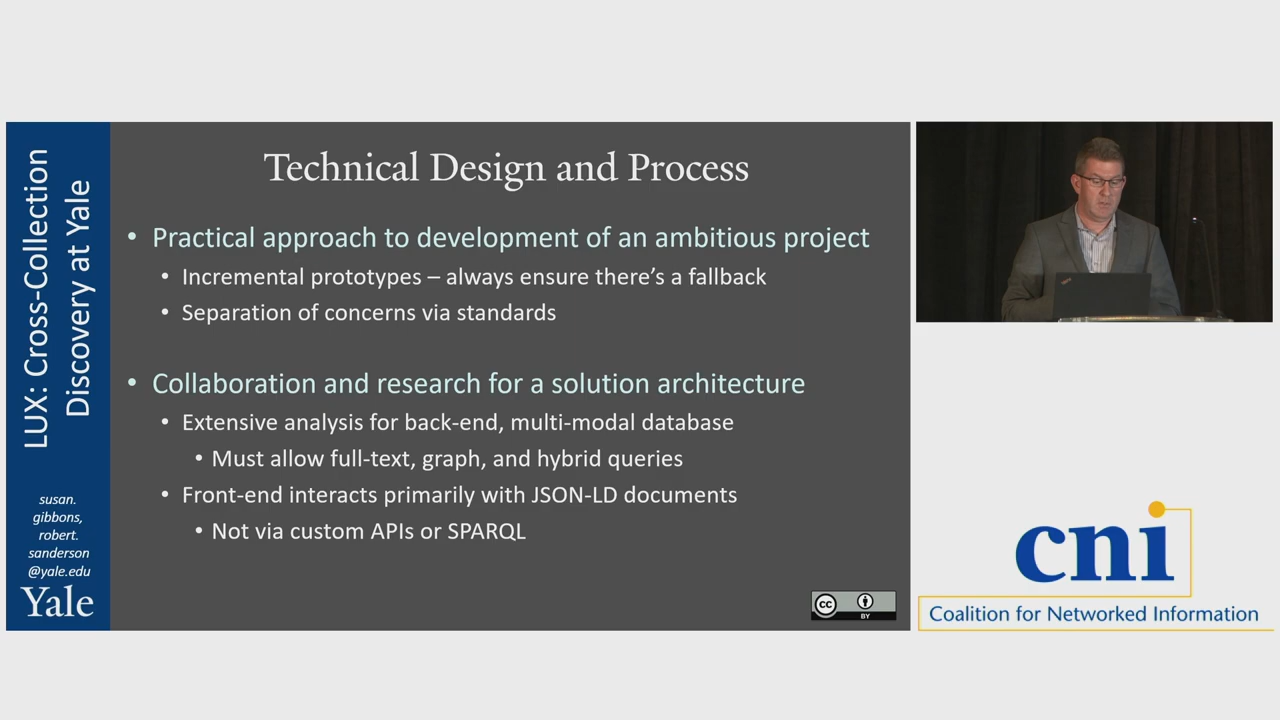 LUX: Cross-Collection
Discovery at Yale
susan.
gibbons,
robert.
sanderson
@yale.edu
Yale
Technical Design and Process
• Practical approach to development of an ambitious project
• Incremental prototypes – always ensure there's a fallback
• Separation of concerns via standards
• Collaboration and research for a solution architecture
• Extensive analysis for back-end, multi-modal database
• Must allow full-text, graph, and hybrid queries
• Front-end interacts primarily with JSON-LD documents
• Not via custom APIs or SPARQL
cc
BY
cni
Coalition for Networked Information